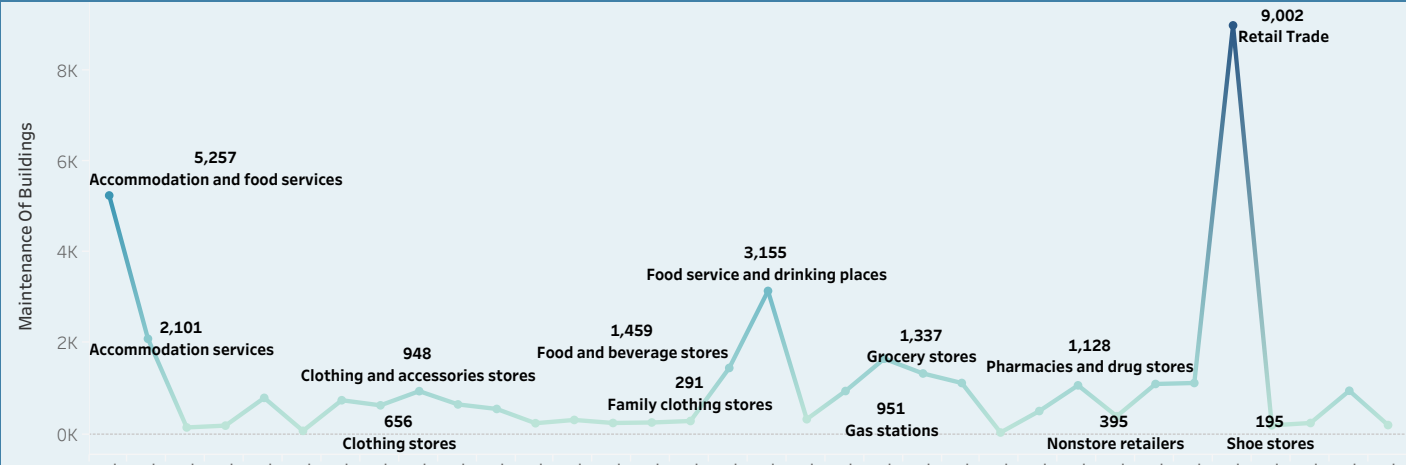 9,002
Retail Trade
8K
Maintenance Of Buildings
6K
5,257
Accommodation and food services
4K
3,155
Food service and drinking places
2,101
Accommodation services
2K
1,459
Food and beverage stores
1,337
Grocery stores
1,128
Pharmacies and drug stores
948
Clothing and accessories stores
291
Family clothing stores
951
Gas stations
656
Clothing stores
395
Nonstore retailers
195
Shoe stores
0K